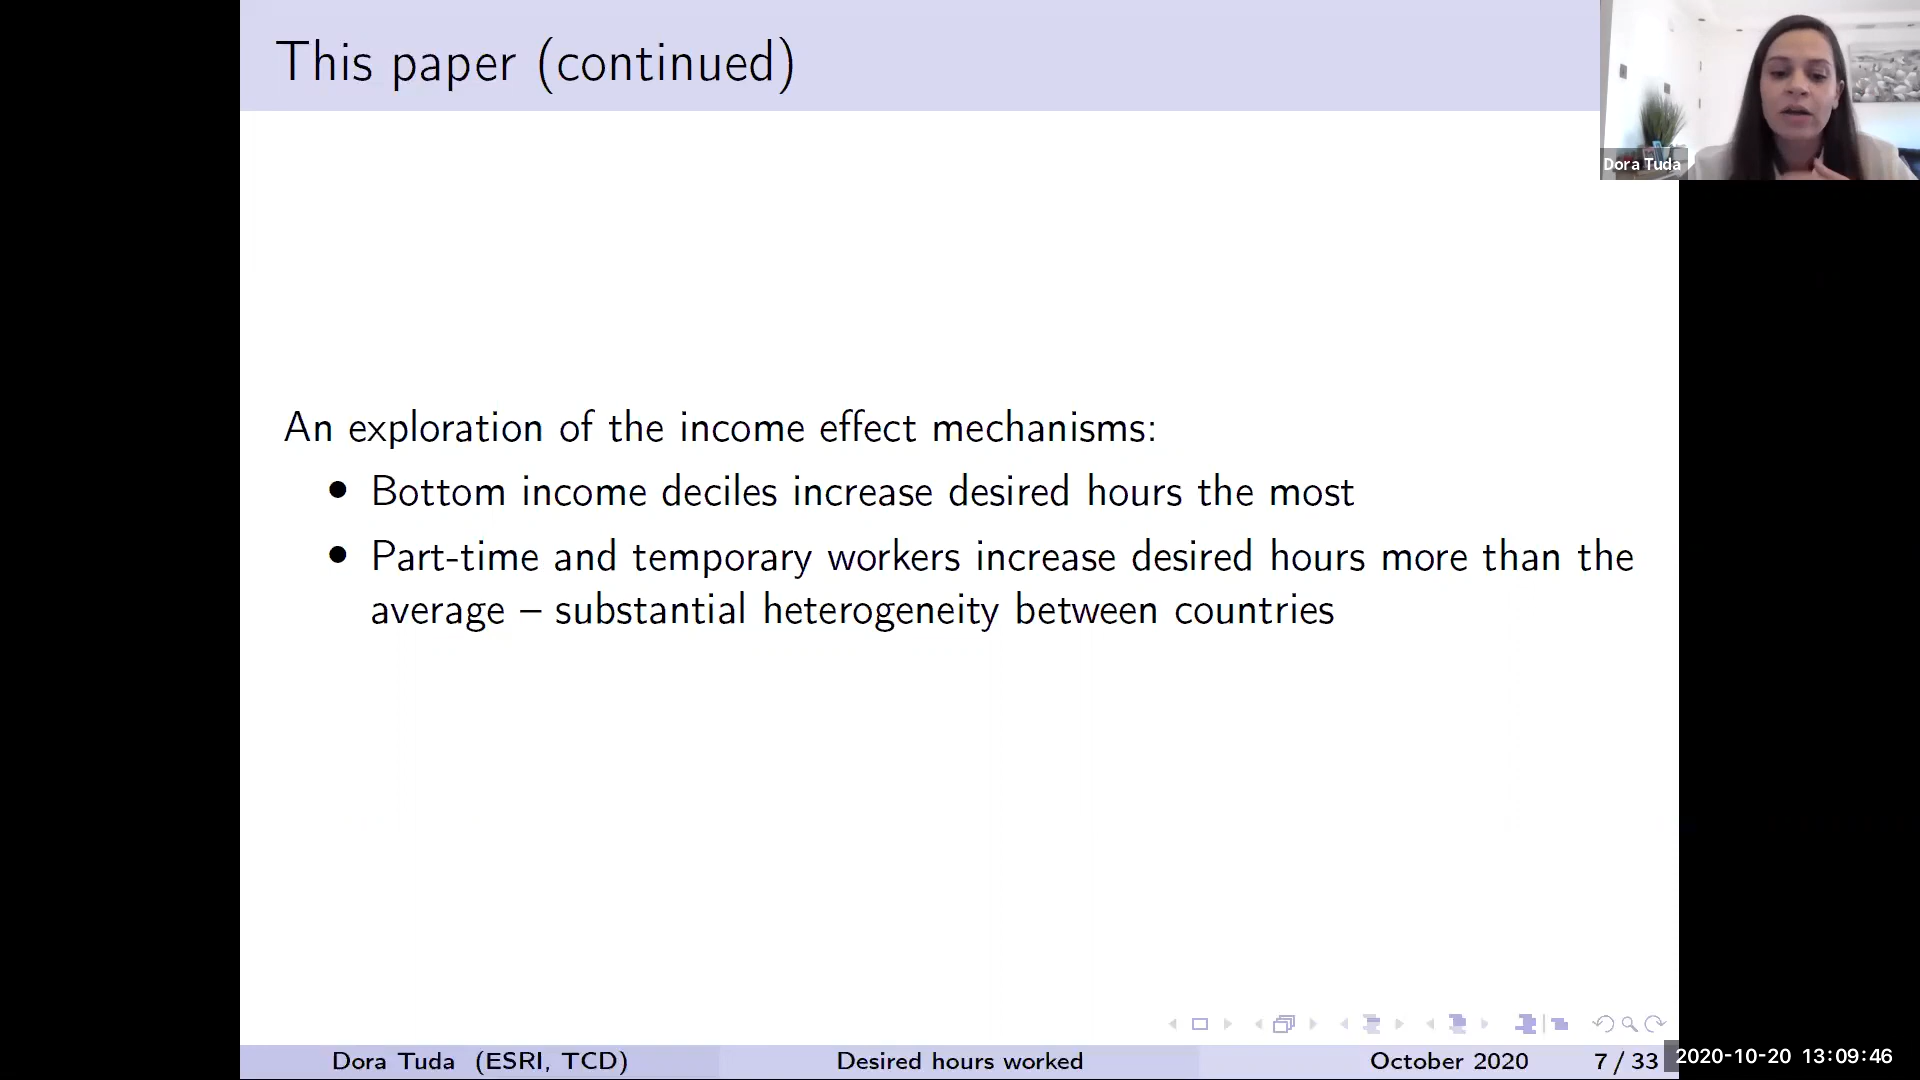 This paper (continued)
Dora Tuda
An exploration of the income effect mechanisms:
• Bottom income deciles increase desired hours the most
• Part-time and temporary workers increase desired hours more than the
average – substantial heterogeneity between countries
Dora Tuda (ESRI, TCD) Desired hours worked October 2020 7 / 33
2020-10-20 13:09:46